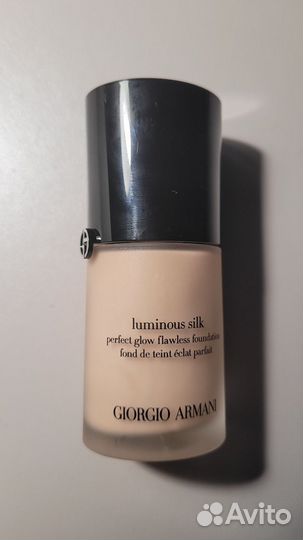 luminous silk
perfect glow flawless foundation
fond de teint éclat parfait
GIORGIO ARMANI
Avito